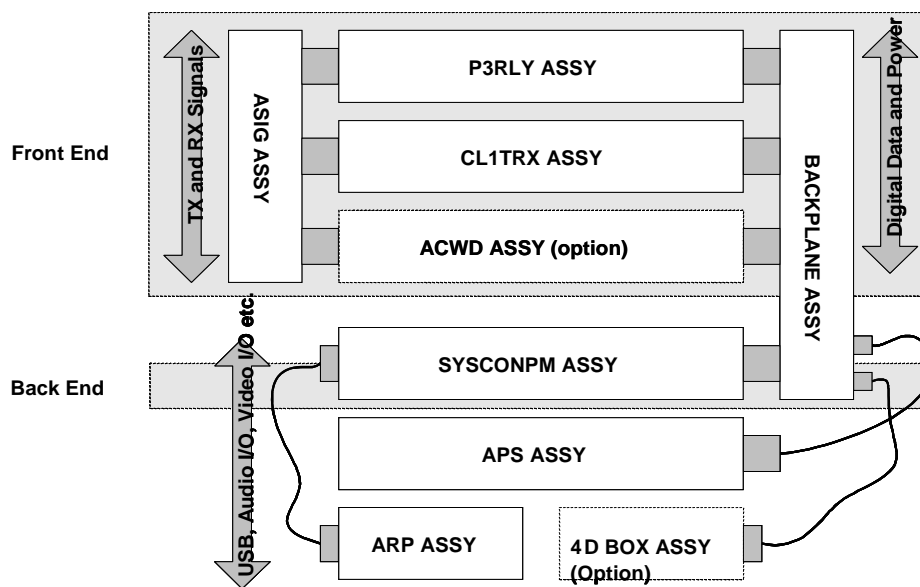 Front End
TX and RX Signals
ASIG ASSY
P3RLY ASSY
CL1TRX ASSY
ACWD ASSY (option)
BACKPLANE ASSY
Digital Data and Power
Back End
USB, Audio I/O, Video I/O etc.
SYSCONPM ASSY
APS ASSY
ARP ASSY
4D BOX ASSY
(Option)